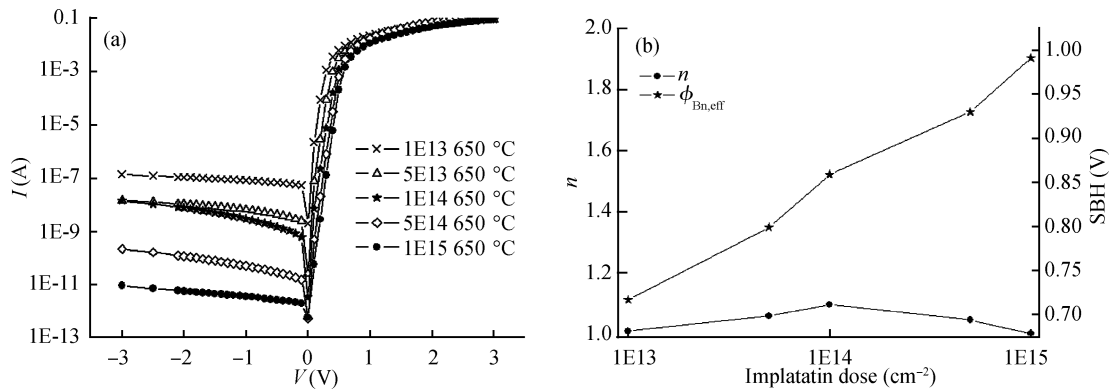 (a)
I (A)
0.1
1E-3
1E-5
1E-7
1E-9
1E-11
1E-13
1E13 650 °C
5E13 650 °C
1E14 650 °C
5E14 650 °C
1E15 650 °C
−3 −2 −1 0 1 2 3
V (V)
(b)
n
ϕBn,eff
n
2.0
1.8
1.6
1.4
1.2
1.0
1.00
0.95
0.90
0.85
0.80
0.75
0.70
SBH (V)
1E13 1E14 1E15
Implatatin dose (cm⁻²)